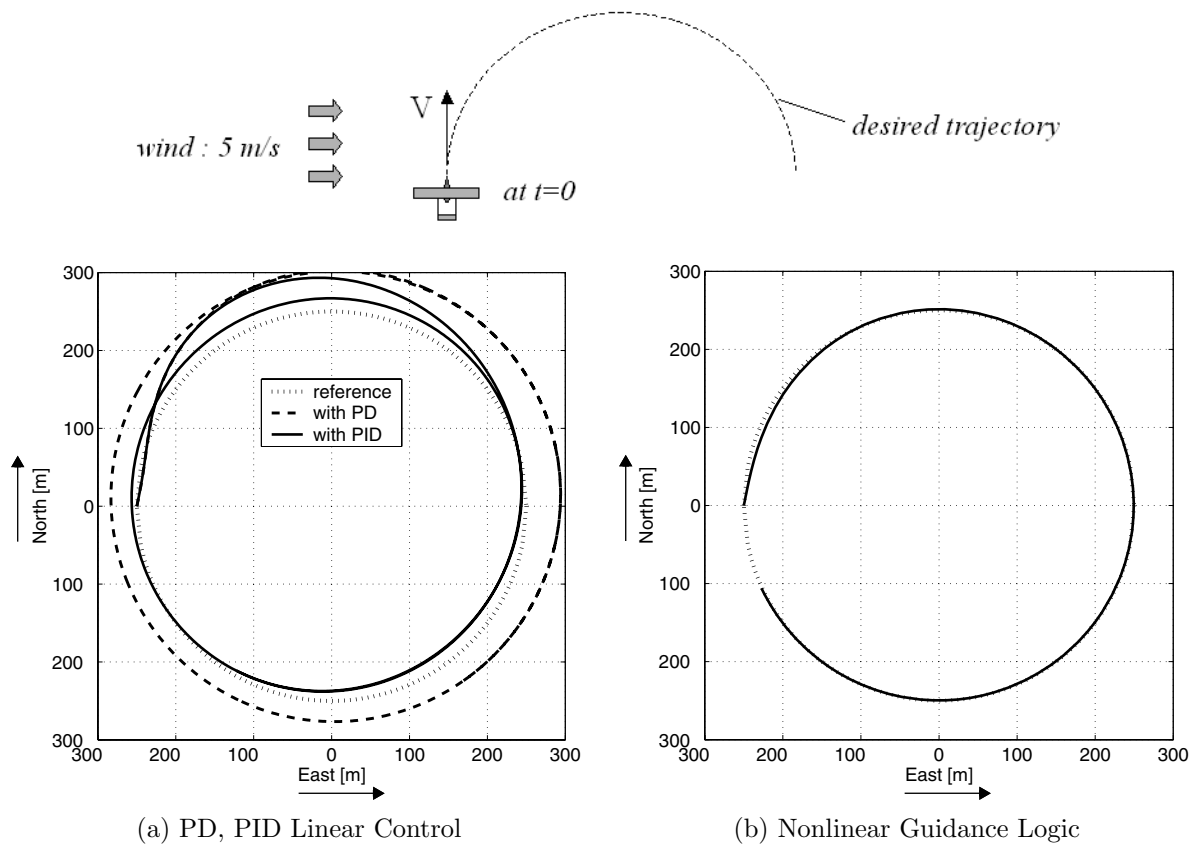 V
wind : 5 m/s
desired trajectory
at t=0
300
200
100
0
100
200
300
North [m]
reference
with PD
with PID
300 200 100 0 100 200 300
East [m]
(a) PD, PID Linear Control
300
200
100
0
100
200
300
North [m]
300 200 100 0 100 200 300
East [m]
(b) Nonlinear Guidance Logic